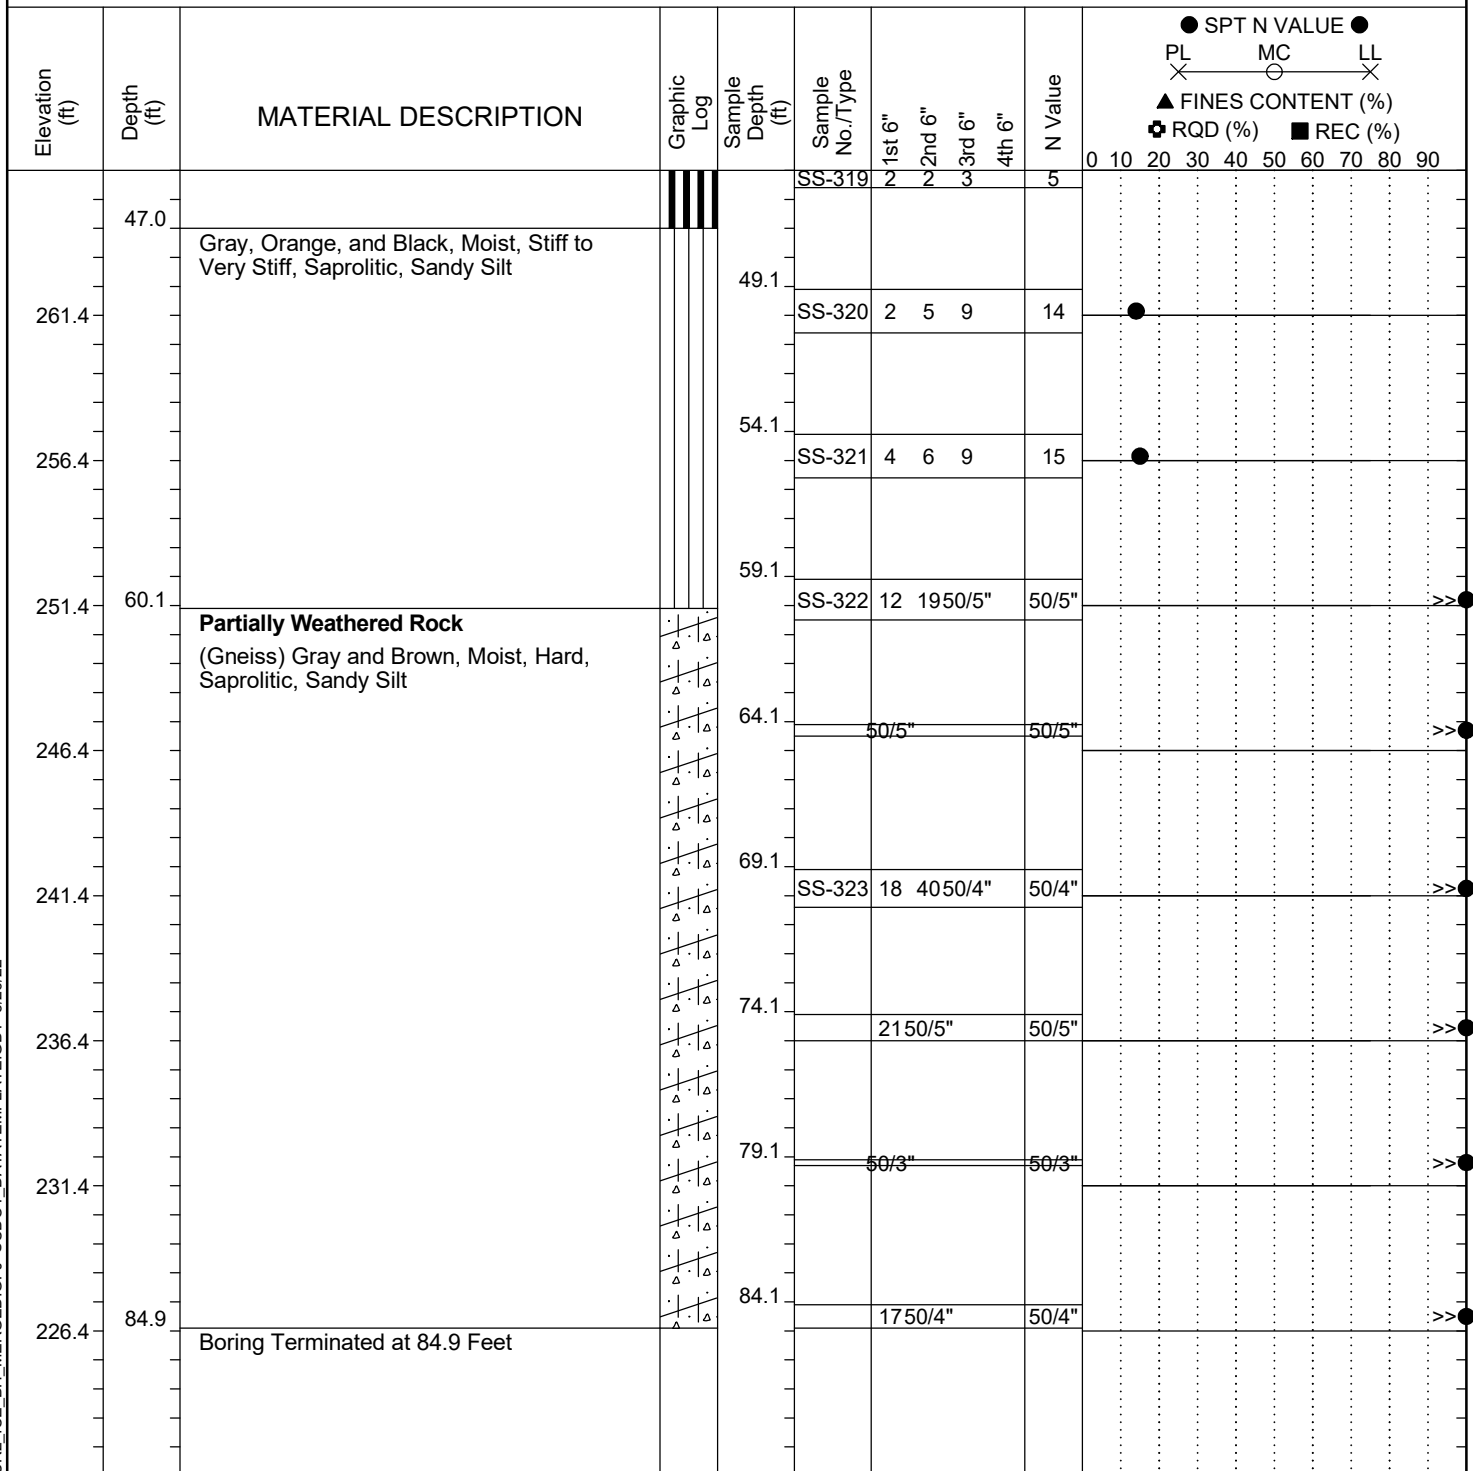 ● SPT N VALUE ●
PL MC LL
▲ FINES CONTENT (%)
RQD (%) ■ REC (%)
Elevation (ft)
Depth (ft)
MATERIAL DESCRIPTION
Graphic Log
Sample Depth (ft)
Sample No./Type
1st 6"
2nd 6"
3rd 6"
4th 6"
N Value
0 10 20 30 40 50 60 70 80 90
SS-319 2 2 3 5
47.0
Gray, Orange, and Black, Moist, Stiff to
Very Stiff, Saprolitic, Sandy Silt
49.1
261.4 SS-320 2 5 9 14
54.1
256.4 SS-321 4 6 9 15
59.1
251.4 60.1 SS-322 12 19 50/5" 50/5" >>
Partially Weathered Rock
(Gneiss) Gray and Brown, Moist, Hard,
Saprolitic, Sandy Silt
64.1
50/5" 50/5" >>
246.4
69.1
241.4 SS-323 18 40 50/4" 50/4" >>
74.1
21 50/5" 50/5" >>
236.4
79.1
50/3" 50/3" >>
231.4
84.1
84.9 17 50/4" 50/4" >>
226.4
Boring Terminated at 84.9 Feet